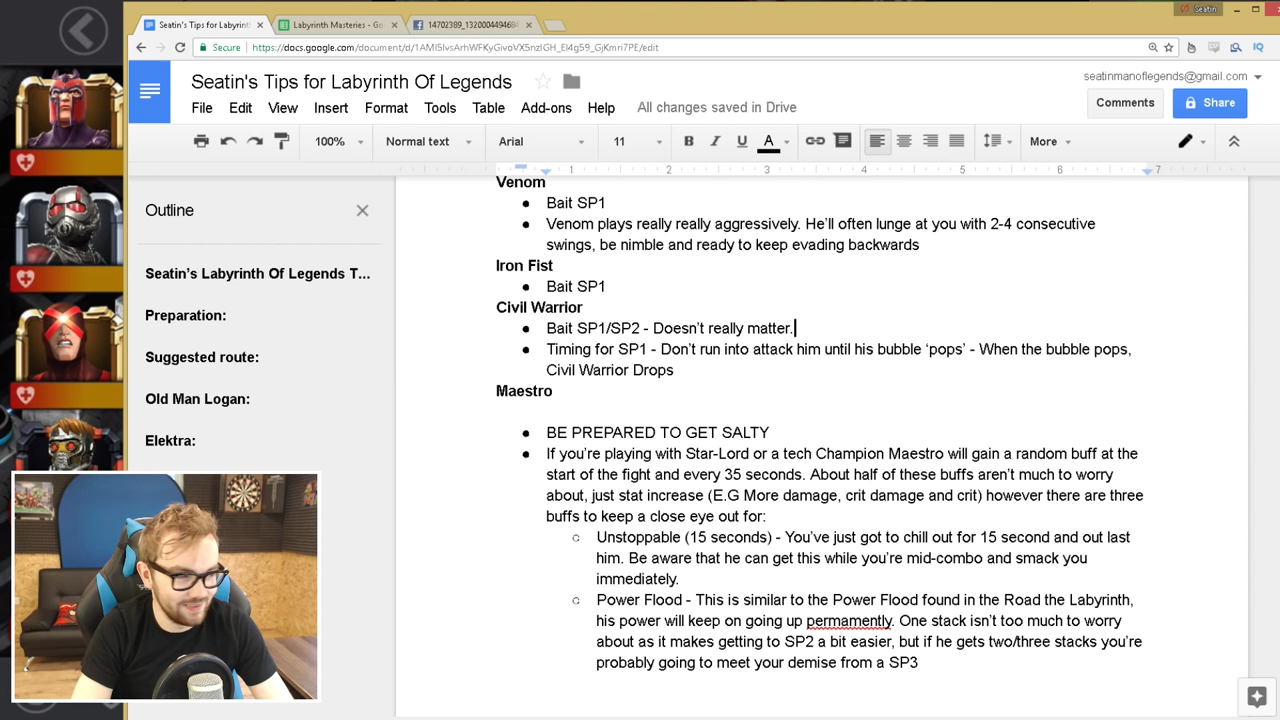 Seatin
Seatin's Tips for Labyrint
Labyrinth Masteries - Go
14702389_132000449468
Secure
https://docs.google.com/document/d/1AMI5IvsArhWFKyGivoVX5nzIGH_El4g59_GjKmri7PE/edit
Seatin's Tips for Labyrinth Of Legends
seatinmanoflegends@gmail.com
File Edit View Insert Format Tools Table Add-ons Help All changes saved in Drive
Comments
Share
100% Normal text Arial 11 B I U A More
1 2 3 4 5 6 7
Outline
Seatin's Labyrinth Of Legends T...
Preparation:
Suggested route:
Old Man Logan:
Elektra:
Venom
● Bait SP1
● Venom plays really really aggressively. He'll often lunge at you with 2-4 consecutive
swings, be nimble and ready to keep evading backwards
Iron Fist
● Bait SP1
Civil Warrior
● Bait SP1/SP2 - Doesn't really matter.
● Timing for SP1 - Don't run into attack him until his bubble 'pops' - When the bubble pops,
Civil Warrior Drops
Maestro
● BE PREPARED TO GET SALTY
● If you're playing with Star-Lord or a tech Champion Maestro will gain a random buff at the
start of the fight and every 35 seconds. About half of these buffs aren't much to worry
about, just stat increase (E.G More damage, crit damage and crit) however there are three
buffs to keep a close eye out for:
○ Unstoppable (15 seconds) - You've just got to chill out for 15 second and out last
him. Be aware that he can get this while you're mid-combo and smack you
immediately.
○ Power Flood - This is similar to the Power Flood found in the Road the Labyrinth,
his power will keep on going up permamently. One stack isn't too much to worry
about as it makes getting to SP2 a bit easier, but if he gets two/three stacks you're
probably going to meet your demise from a SP3